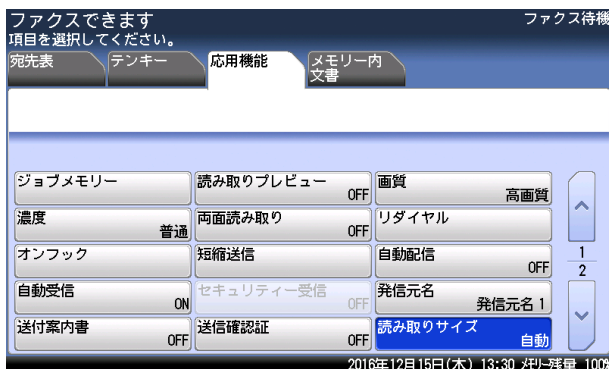 ファクスできます
ファクス待機
項目を選択してください。
宛先表
テンキー
応用機能
メモリー内
文書
ジョブメモリー
読み取りプレビュー
OFF
画質
高画質
濃度
普通
両面読み取り
OFF
リダイヤル
オンフック
短縮送信
自動配信
OFF
自動受信
ON
セキュリティー受信
OFF
発信元名
発信元名 1
送付案内書
OFF
送信確認証
OFF
読み取りサイズ
自動
1
2
2016年12月15日(木) 13:30 メモリー残量 100%